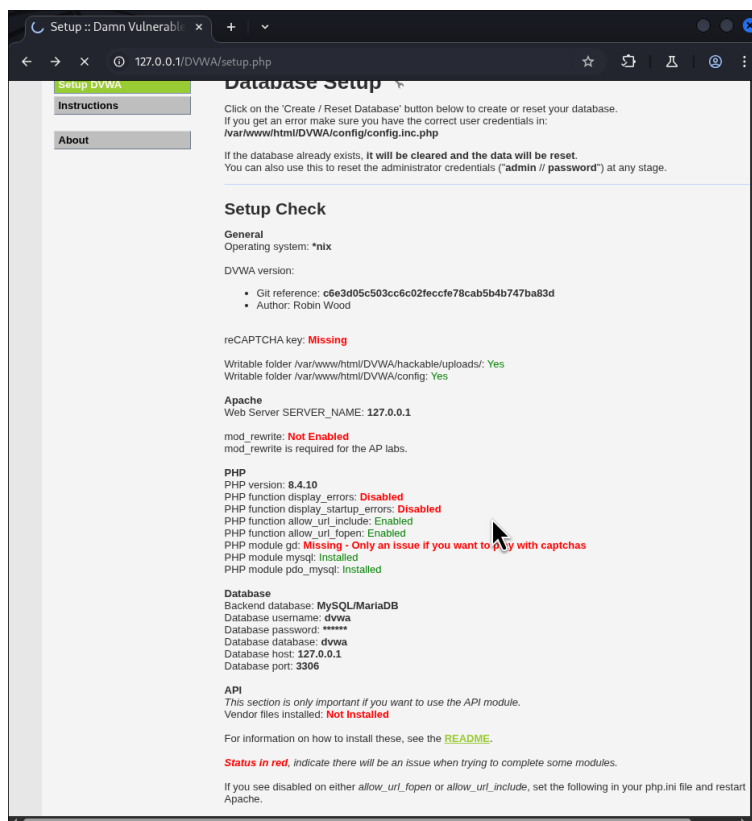 Setup :: Damn Vulnerable
127.0.0.1/DVWA/setup.php
Setup DVWA
Instructions
About
Database Setup
Click on the 'Create / Reset Database' button below to create or reset your database.
If you get an error make sure you have the correct user credentials in:
/var/www/html/DVWA/config/config.inc.php
If the database already exists, it will be cleared and the data will be reset.
You can also use this to reset the administrator credentials ("admin // password") at any stage.
Setup Check
General
Operating system: *nix
DVWA version:
• Git reference: c6e3d05c503cc6c02feccfe78cab5b4b747ba83d
• Author: Robin Wood
reCAPTCHA key: Missing
Writable folder /var/www/html/DVWA/hackable/uploads/: Yes
Writable folder /var/www/html/DVWA/config: Yes
Apache
Web Server SERVER_NAME: 127.0.0.1
mod_rewrite: Not Enabled
mod_rewrite is required for the AP labs.
PHP
PHP version: 8.4.10
PHP function display_errors: Disabled
PHP function display_startup_errors: Disabled
PHP function allow_url_include: Enabled
PHP function allow_url_fopen: Enabled
PHP module gd: Missing - Only an issue if you want to play with captchas
PHP module mysql: Installed
PHP module pdo_mysql: Installed
Database
Backend database: MySQL/MariaDB
Database username: dvwa
Database password: ******
Database database: dvwa
Database host: 127.0.0.1
Database port: 3306
API
This section is only important if you want to use the API module.
Vendor files installed: Not Installed
For information on how to install these, see the README.
Status in red, indicate there will be an issue when trying to complete some modules.
If you see disabled on either allow_url_fopen or allow_url_include, set the following in your php.ini file and restart
Apache.